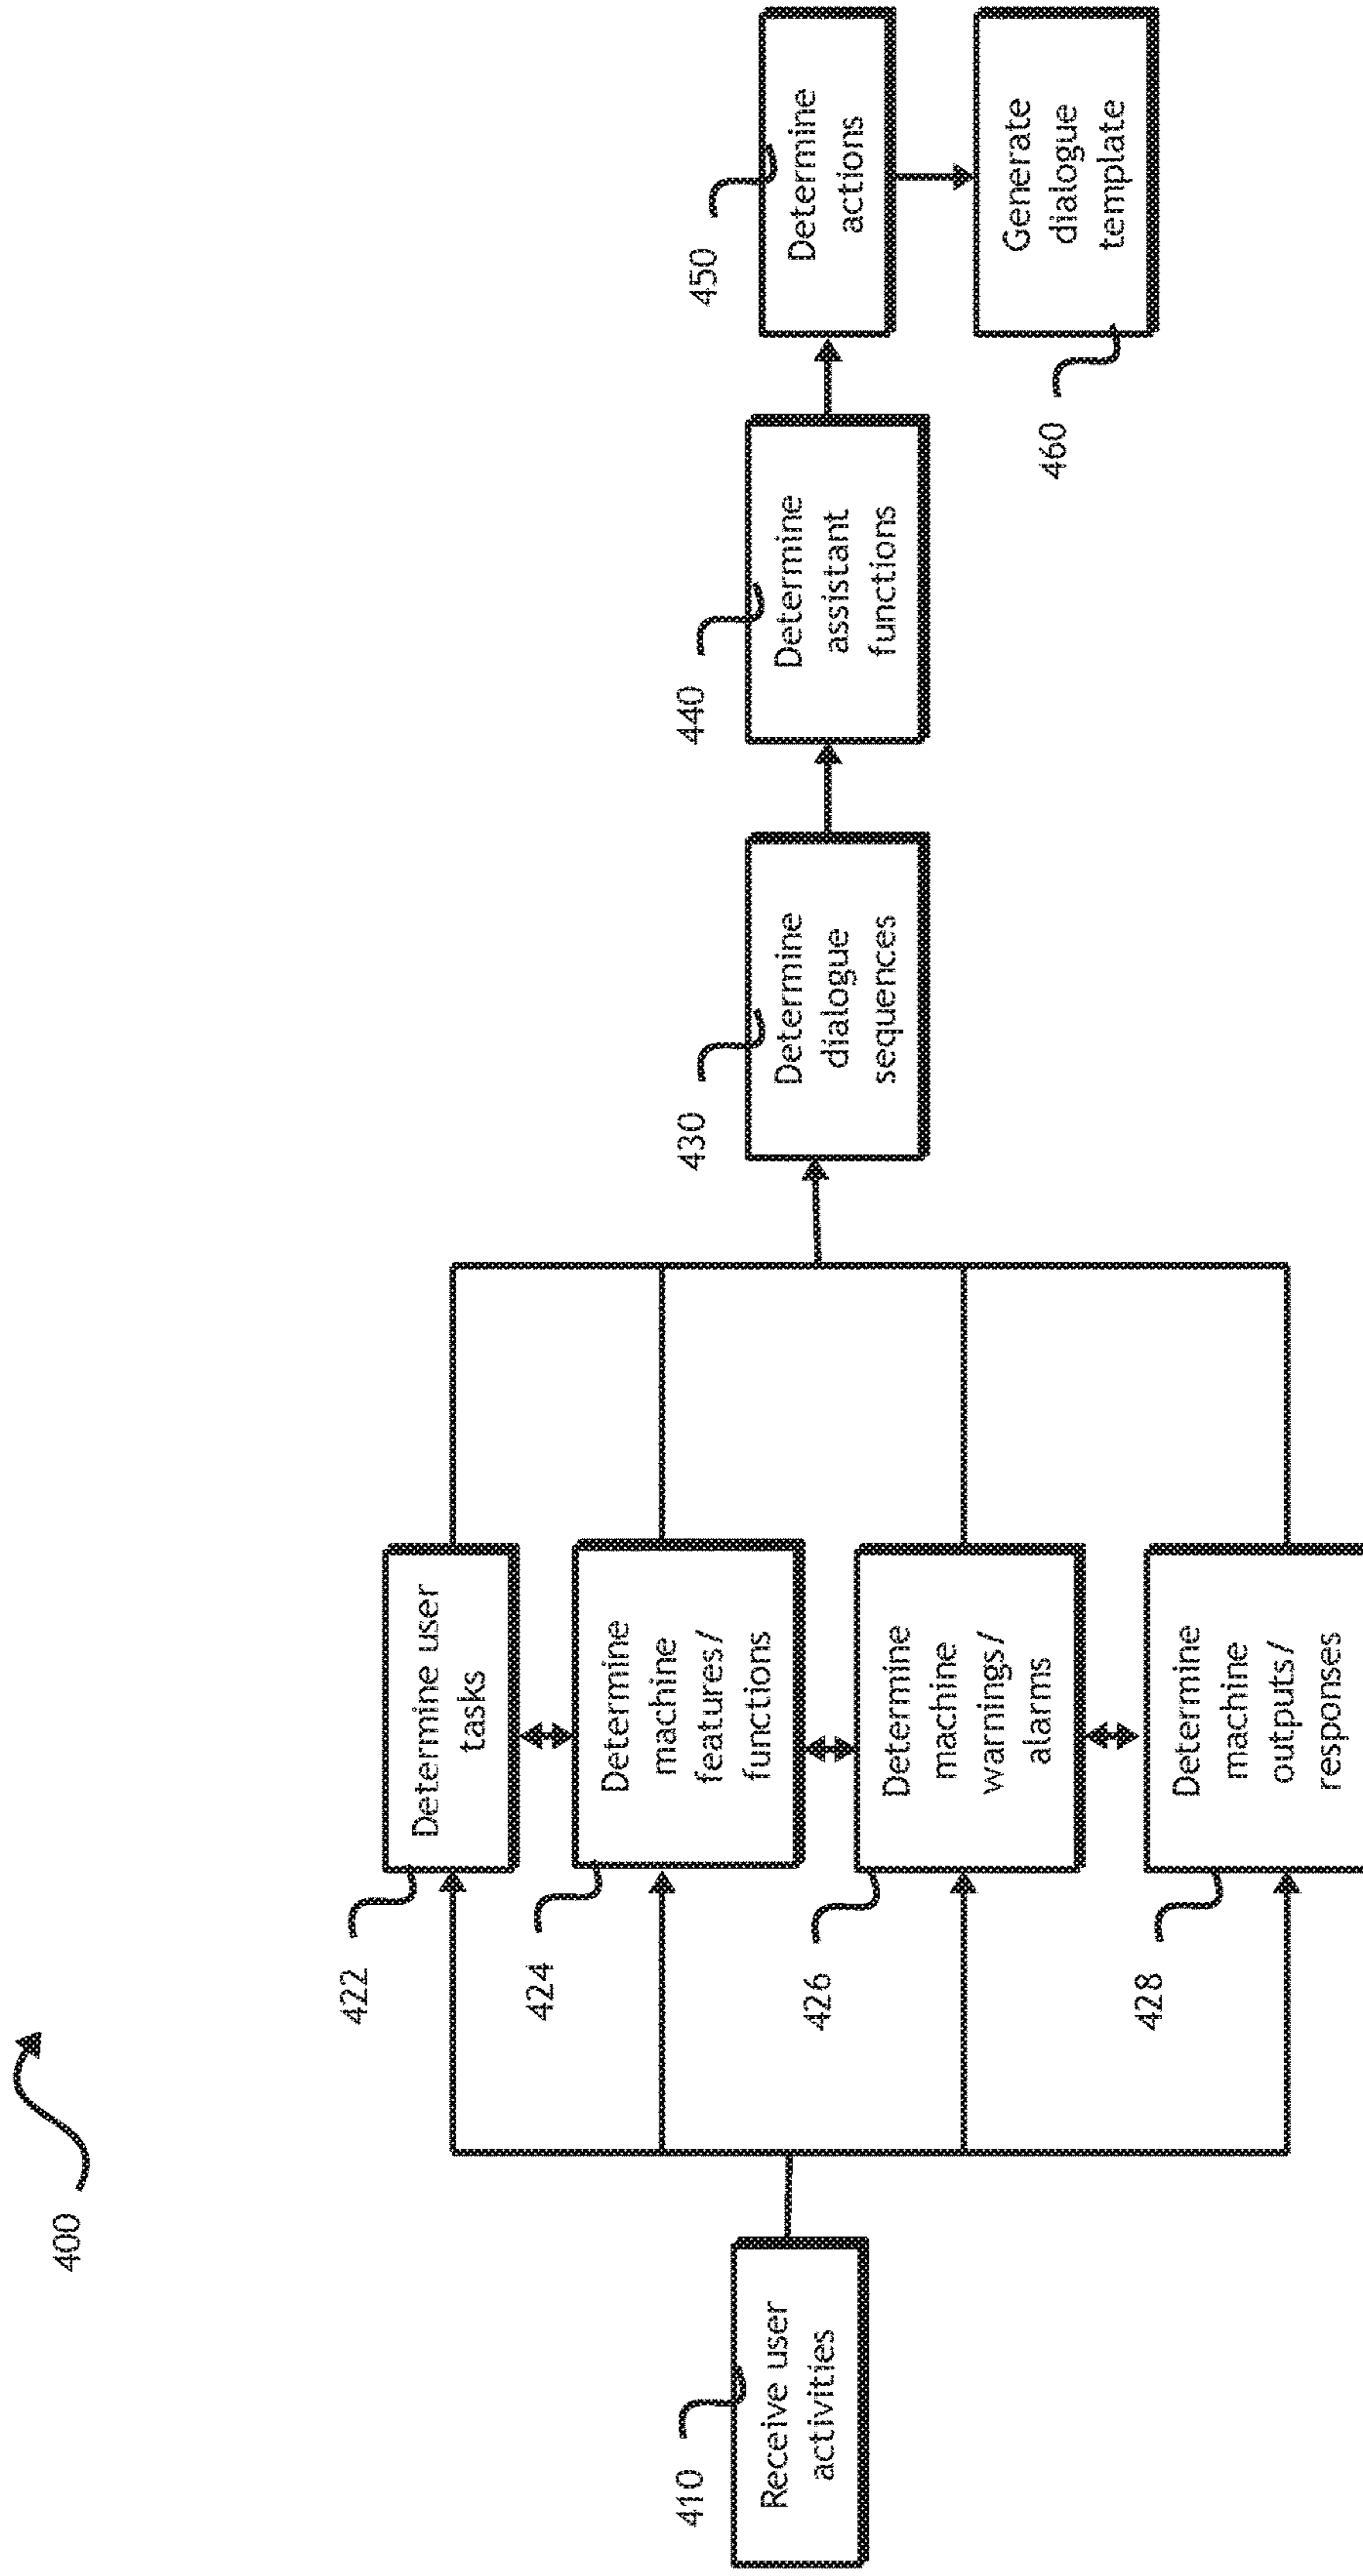 400
410
Receive user
activities
422
Determine user
tasks
424
Determine
machine
features/
functions
426
Determine
machine
warnings/
alarms
428
Determine
machine
outputs/
responses
430
Determine
dialogue
sequences
440
Determine
assistant
functions
450
Determine
actions
460
Generate
dialogue
template